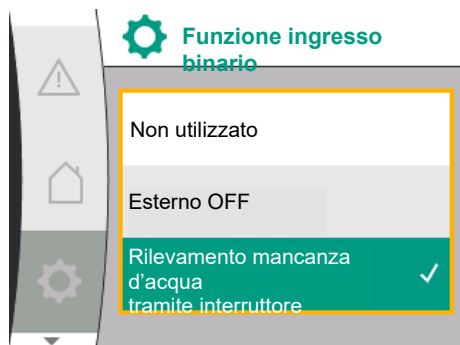 Funzione ingresso
binario
Non utilizzato
Esterno OFF
Rilevamento mancanza
d'acqua
tramite interruttore